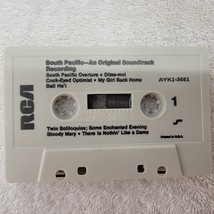 South Pacific—An Original Soundtrack
Recording
South Pacific Overture • Dites-moi
Cock-Eyed Optimist • My Girl Back Home
Bali Ha'i
AYK1-3681
RCA
1
Twin Soliloquies; Some Enchanted Evening
Bloody Mary • There Is Nothin' Like a Dame
Printed in U.S.A.